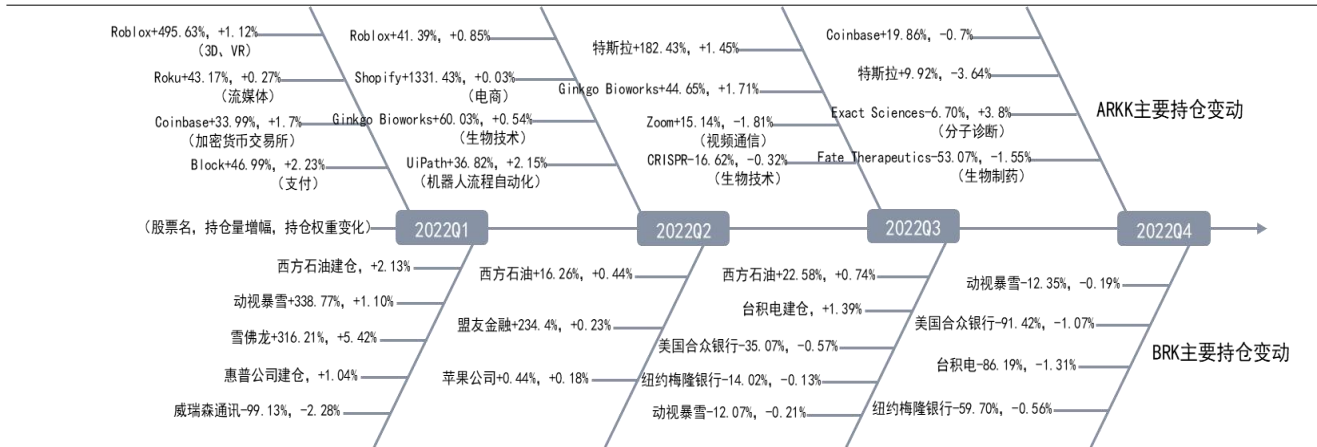 Roblox+495.63%, +1.12%
(3D、VR)
Roku+43.17%, +0.27%
(流媒体)
Coinbase+33.99%, +1.7%
(加密货币交易所)
Block+46.99%, +2.23%
(支付)
Roblox+41.39%, +0.85%
Shopify+1331.43%, +0.03%
(电商)
Ginkgo Bioworks+60.03%, +0.54%
(生物技术)
UiPath+36.82%, +2.15%
(机器人流程自动化)
特斯拉+182.43%, +1.45%
Ginkgo Bioworks+44.65%, +1.71%
Zoom+15.14%, -1.81%
(视频通信)
CRISPR-16.62%, -0.32%
(生物技术)
Coinbase+19.86%, -0.7%
特斯拉+9.92%, -3.64%
Exact Sciences-6.70%, +3.8%
(分子诊断)
Fate Therapeutics-53.07%, -1.55%
(生物制药)
ARKK主要持仓变动
(股票名, 持仓量增幅, 持仓权重变化)
2022Q1
2022Q2
2022Q3
2022Q4
西方石油建仓, +2.13%
动视暴雪+338.77%, +1.10%
雪佛龙+316.21%, +5.42%
惠普公司建仓, +1.04%
威瑞森通讯-99.13%, -2.28%
西方石油+16.26%, +0.44%
盟友金融+234.4%, +0.23%
苹果公司+0.44%, +0.18%
西方石油+22.58%, +0.74%
台积电建仓, +1.39%
美国合众银行-35.07%, -0.57%
纽约梅隆银行-14.02%, -0.13%
动视暴雪-12.07%, -0.21%
动视暴雪-12.35%, -0.19%
美国合众银行-91.42%, -1.07%
台积电-86.19%, -1.31%
纽约梅隆银行-59.70%, -0.56%
BRK主要持仓变动